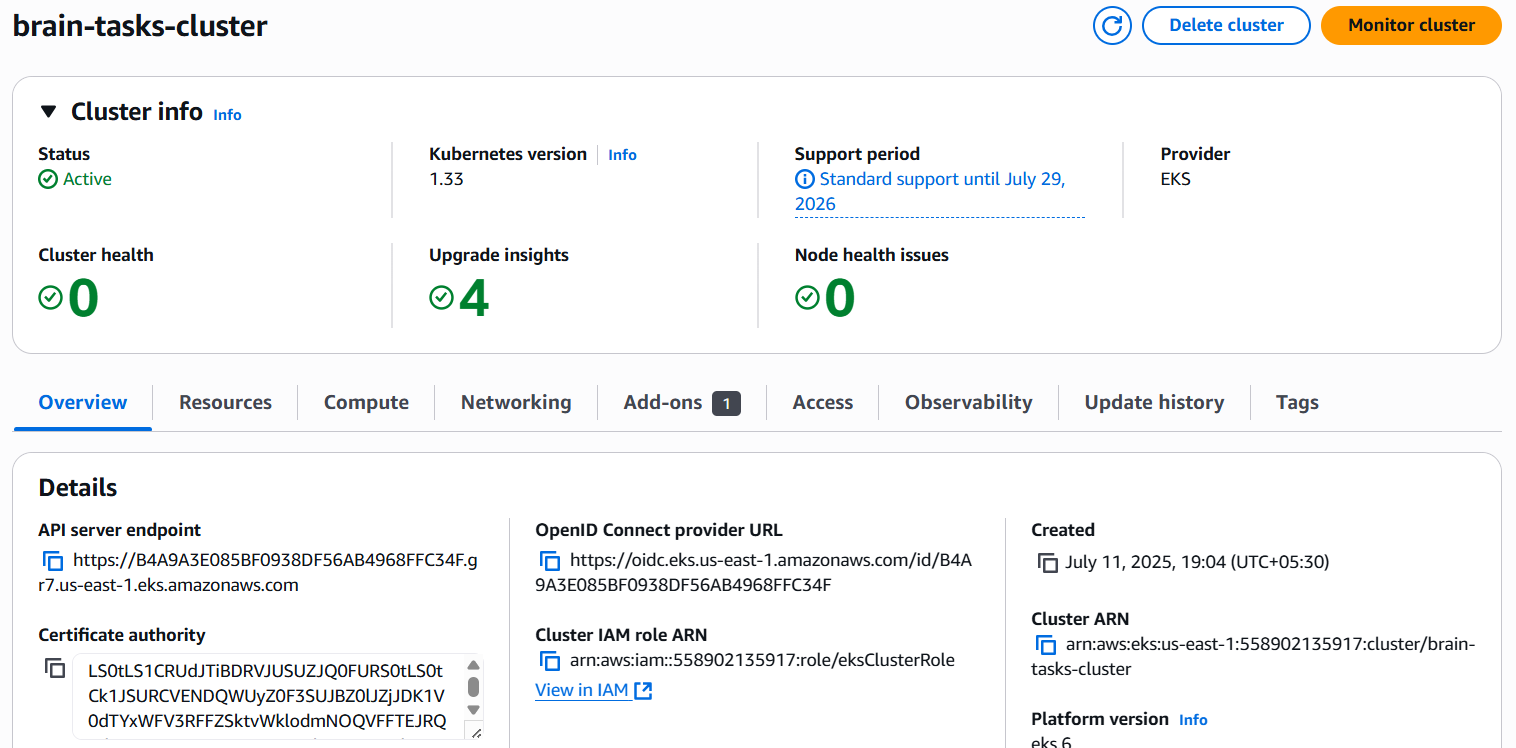 brain-tasks-cluster
Delete cluster
Monitor cluster
Cluster info Info
Status
Active
Kubernetes version Info
1.33
Support period
Standard support until July 29,
2026
Provider
EKS
Cluster health
0
Upgrade insights
4
Node health issues
0
Overview
Resources
Compute
Networking
Add-ons 1
Access
Observability
Update history
Tags
Details
API server endpoint
https://B4A9A3E085BF0938DF56AB4968FFC34F.g
r7.us-east-1.eks.amazonaws.com
Certificate authority
LS0tLS1CRUdJTiBDRVJUSUZJQ0FURS0tLS0t
Ck1JSURCVENDQWUyZ0F3SUJBZ0lJZjJDK1V
0dTYxWFV3RFFZSktvWklodmNOQVFFTEJRQ
OpenID Connect provider URL
https://oidc.eks.us-east-1.amazonaws.com/id/B4A
9A3E085BF0938DF56AB4968FFC34F
Cluster IAM role ARN
arn:aws:iam::558902135917:role/eksClusterRole
View in IAM
Created
July 11, 2025, 19:04 (UTC+05:30)
Cluster ARN
arn:aws:eks:us-east-1:558902135917:cluster/brain-
tasks-cluster
Platform version Info
eks.6